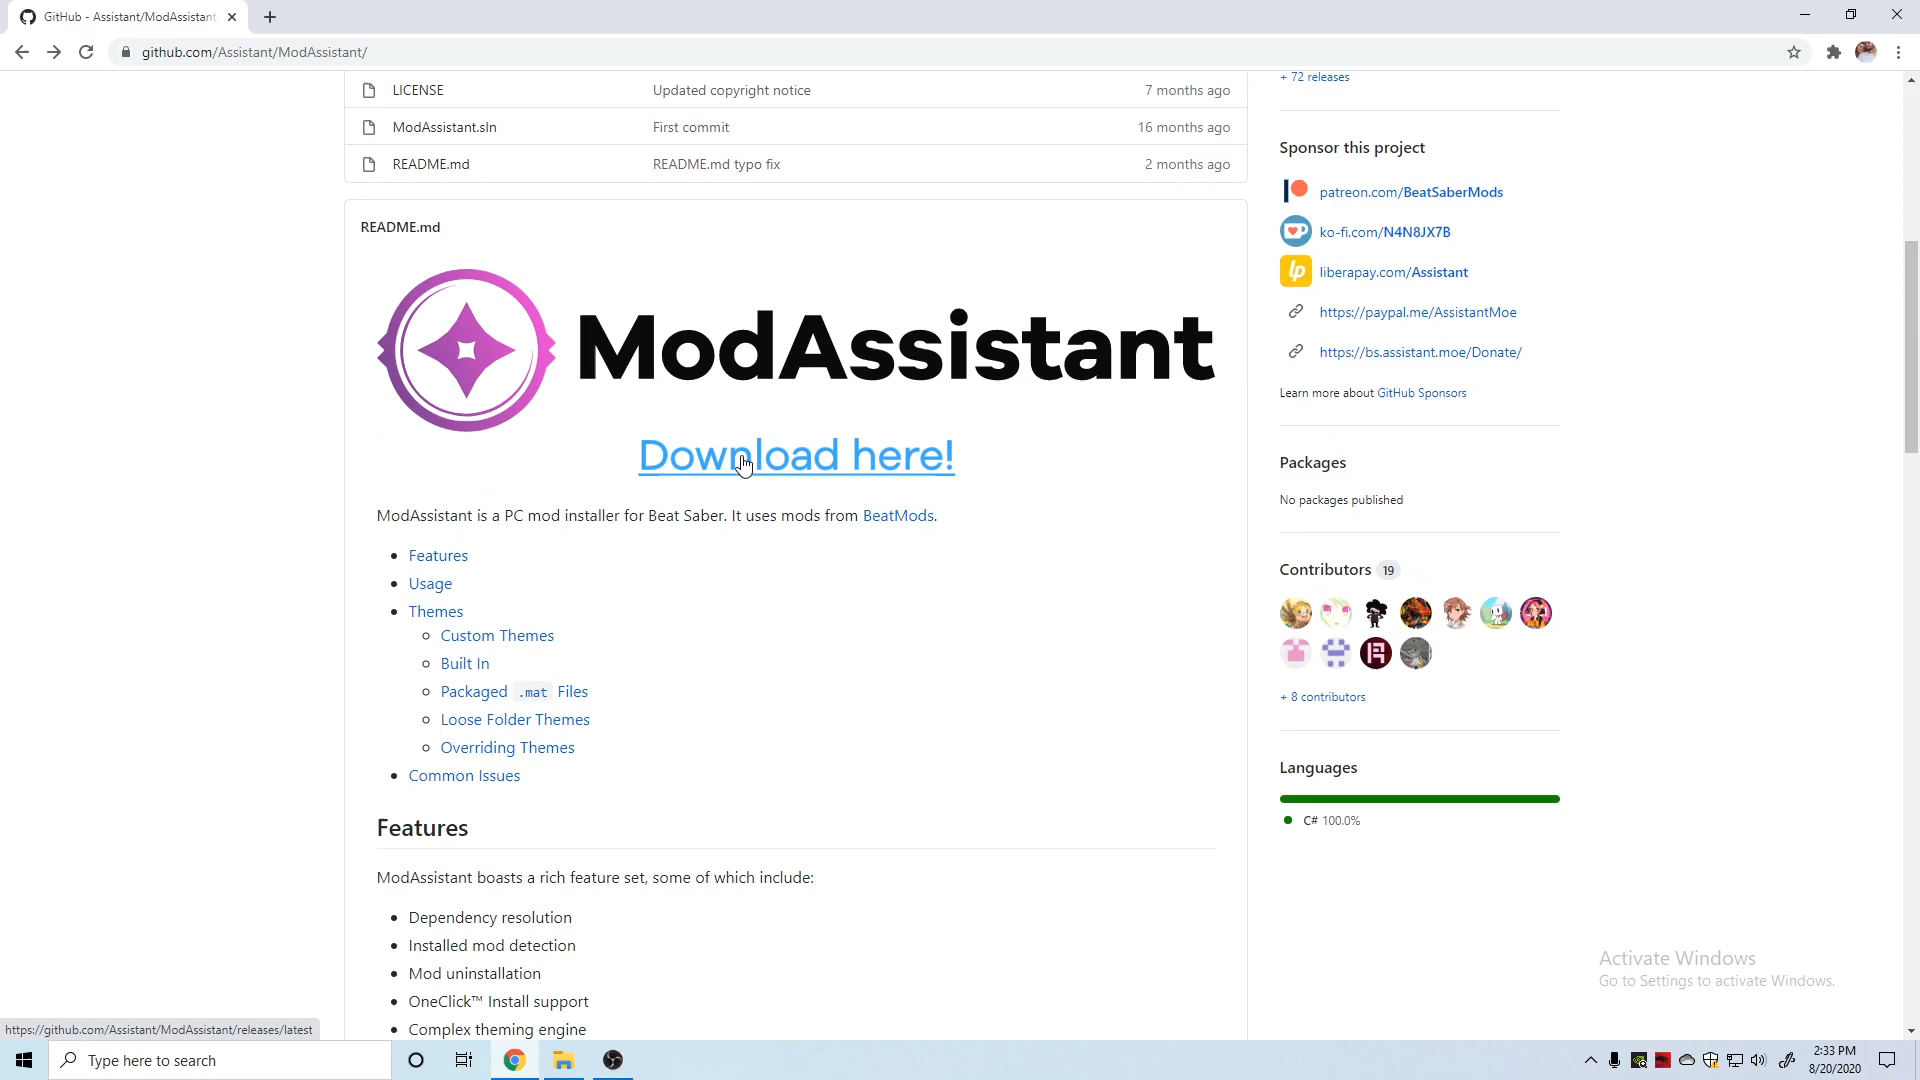 GitHub - Assistant/ModAssistant:
github.com/Assistant/ModAssistant/
LICENSE Updated copyright notice 7 months ago
ModAssistant.sln First commit 16 months ago
README.md README.md typo fix 2 months ago
README.md
ModAssistant
Download here!
ModAssistant is a PC mod installer for Beat Saber. It uses mods from BeatMods.
• Features
• Usage
• Themes
◦ Custom Themes
◦ Built In
◦ Packaged .mat Files
◦ Loose Folder Themes
◦ Overriding Themes
• Common Issues
Features
ModAssistant boasts a rich feature set, some of which include:
• Dependency resolution
• Installed mod detection
• Mod uninstallation
• OneClick™ Install support
• Complex theming engine
+ 72 releases
Sponsor this project
patreon.com/BeatSaberMods
ko-fi.com/N4N8JX7B
lp liberapay.com/Assistant
https://paypal.me/AssistantMoe
https://bs.assistant.moe/Donate/
Learn more about GitHub Sponsors
Packages
No packages published
Contributors 19
+ 8 contributors
Languages
C# 100.0%
Activate Windows
Go to Settings to activate Windows.
https://github.com/Assistant/ModAssistant/releases/latest
Type here to search
2:33 PM
8/20/2020